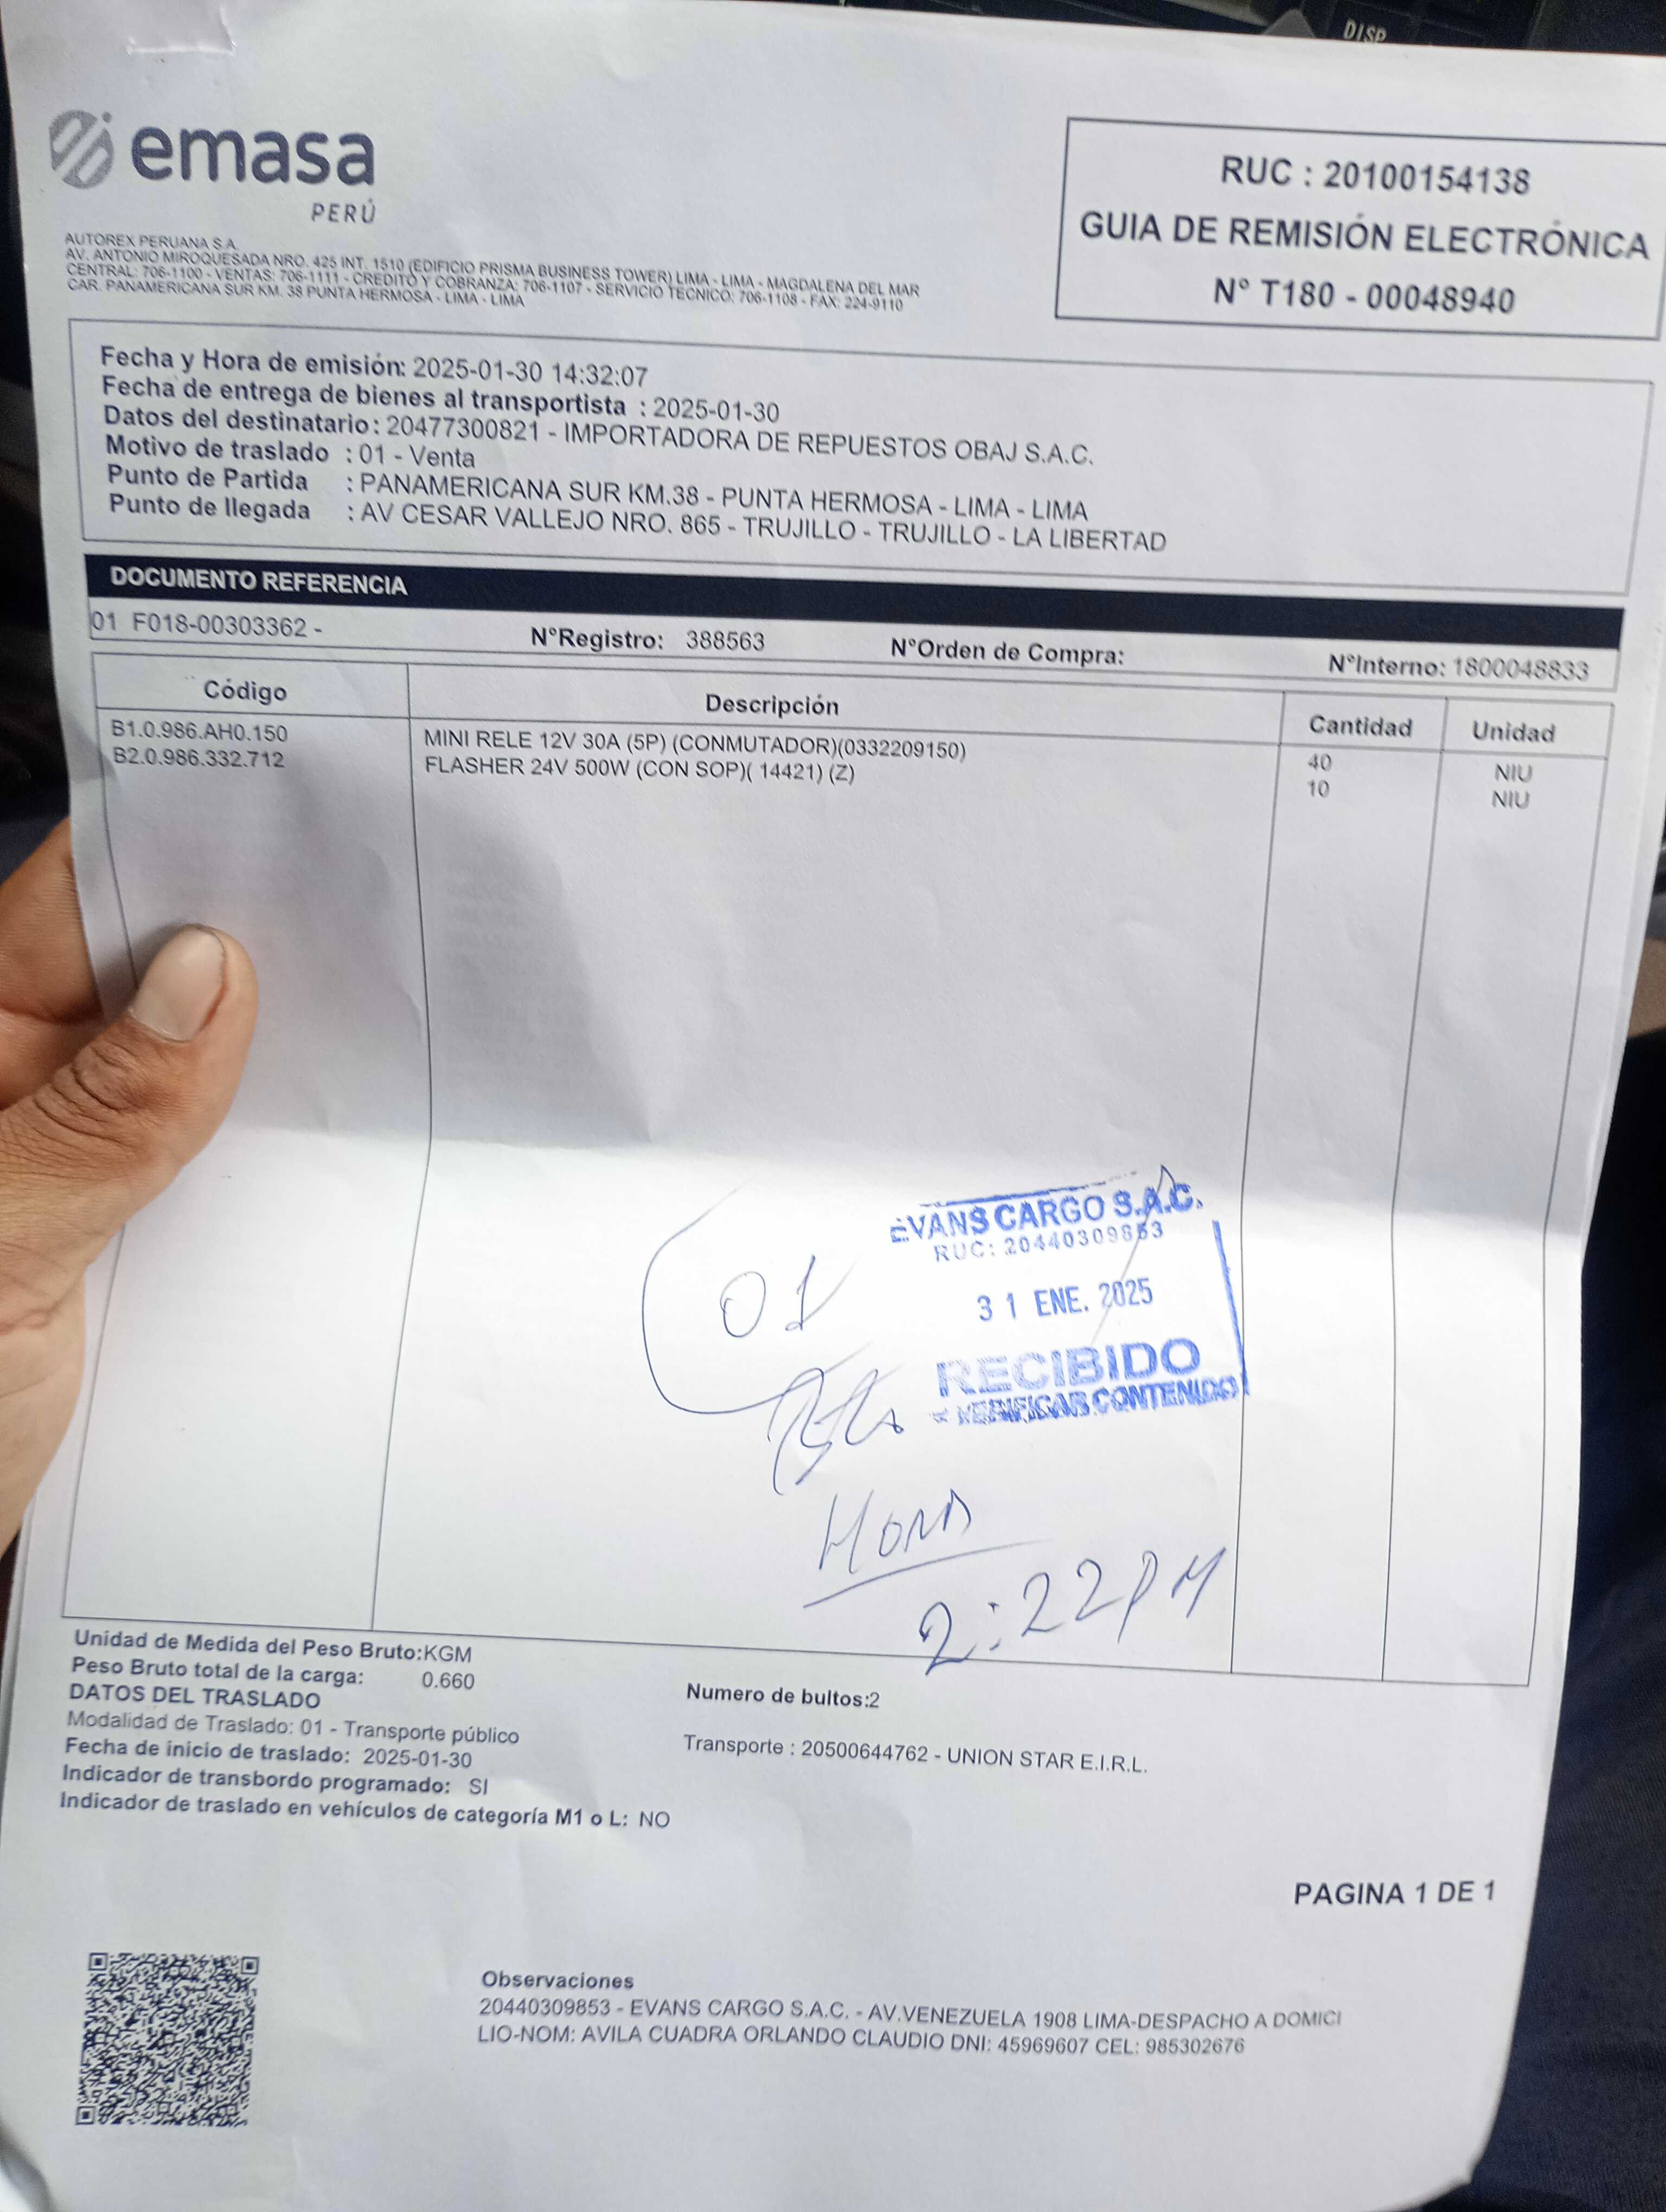 DISP
emasa
PERÚ
RUC : 20100154138
GUIA DE REMISIÓN ELECTRÓNICA
N° T180 - 00048940
AUTOREX PERUANA S.A.
AV. ANTONIO MIROQUESADA NRO. 425 INT. 1510 (EDIFICIO PRISMA BUSINESS TOWER) LIMA - LIMA - MAGDALENA DEL MAR
CENTRAL: 706-1100 - VENTAS: 706-1111 - CREDITO Y COBRANZA: 706-1107 - SERVICIO TECNICO: 706-1108 - FAX: 224-9110
CAR. PANAMERICANA SUR KM. 38 PUNTA HERMOSA - LIMA - LIMA
Fecha y Hora de emisión: 2025-01-30 14:32:07
Fecha de entrega de bienes al transportista : 2025-01-30
Datos del destinatario: 20477300821 - IMPORTADORA DE REPUESTOS OBAJ S.A.C.
Motivo de traslado : 01 - Venta
Punto de Partida : PANAMERICANA SUR KM.38 - PUNTA HERMOSA - LIMA - LIMA
Punto de llegada : AV CESAR VALLEJO NRO. 865 - TRUJILLO - TRUJILLO - LA LIBERTAD
DOCUMENTO REFERENCIA
01 F018-00303362 - N°Registro: 388563 N°Orden de Compra: N°Interno: 1800048833
Código Descripción Cantidad Unidad
B1.0.986.AH0.150 MINI RELE 12V 30A (5P) (CONMUTADOR)(0332209150) 40 NIU
B2.0.986.332.712 FLASHER 24V 500W (CON SOP)( 14421) (Z) 10 NIU
EVANS CARGO S.A.C.
RUC: 20440309853
31 ENE. 2025
RECIBIDO
VERIFICAR CONTENIDO
01
Hora
2:22PM
Unidad de Medida del Peso Bruto:KGM
Peso Bruto total de la carga: 0.660
Numero de bultos:2
DATOS DEL TRASLADO
Modalidad de Traslado: 01 - Transporte público
Transporte : 20500644762 - UNION STAR E.I.R.L.
Fecha de inicio de traslado: 2025-01-30
Indicador de transbordo programado: SI
Indicador de traslado en vehículos de categoría M1 o L: NO
PAGINA 1 DE 1
Observaciones
20440309853 - EVANS CARGO S.A.C. - AV.VENEZUELA 1908 LIMA-DESPACHO A DOMICI
LIO-NOM: AVILA CUADRA ORLANDO CLAUDIO DNI: 45969607 CEL: 985302676